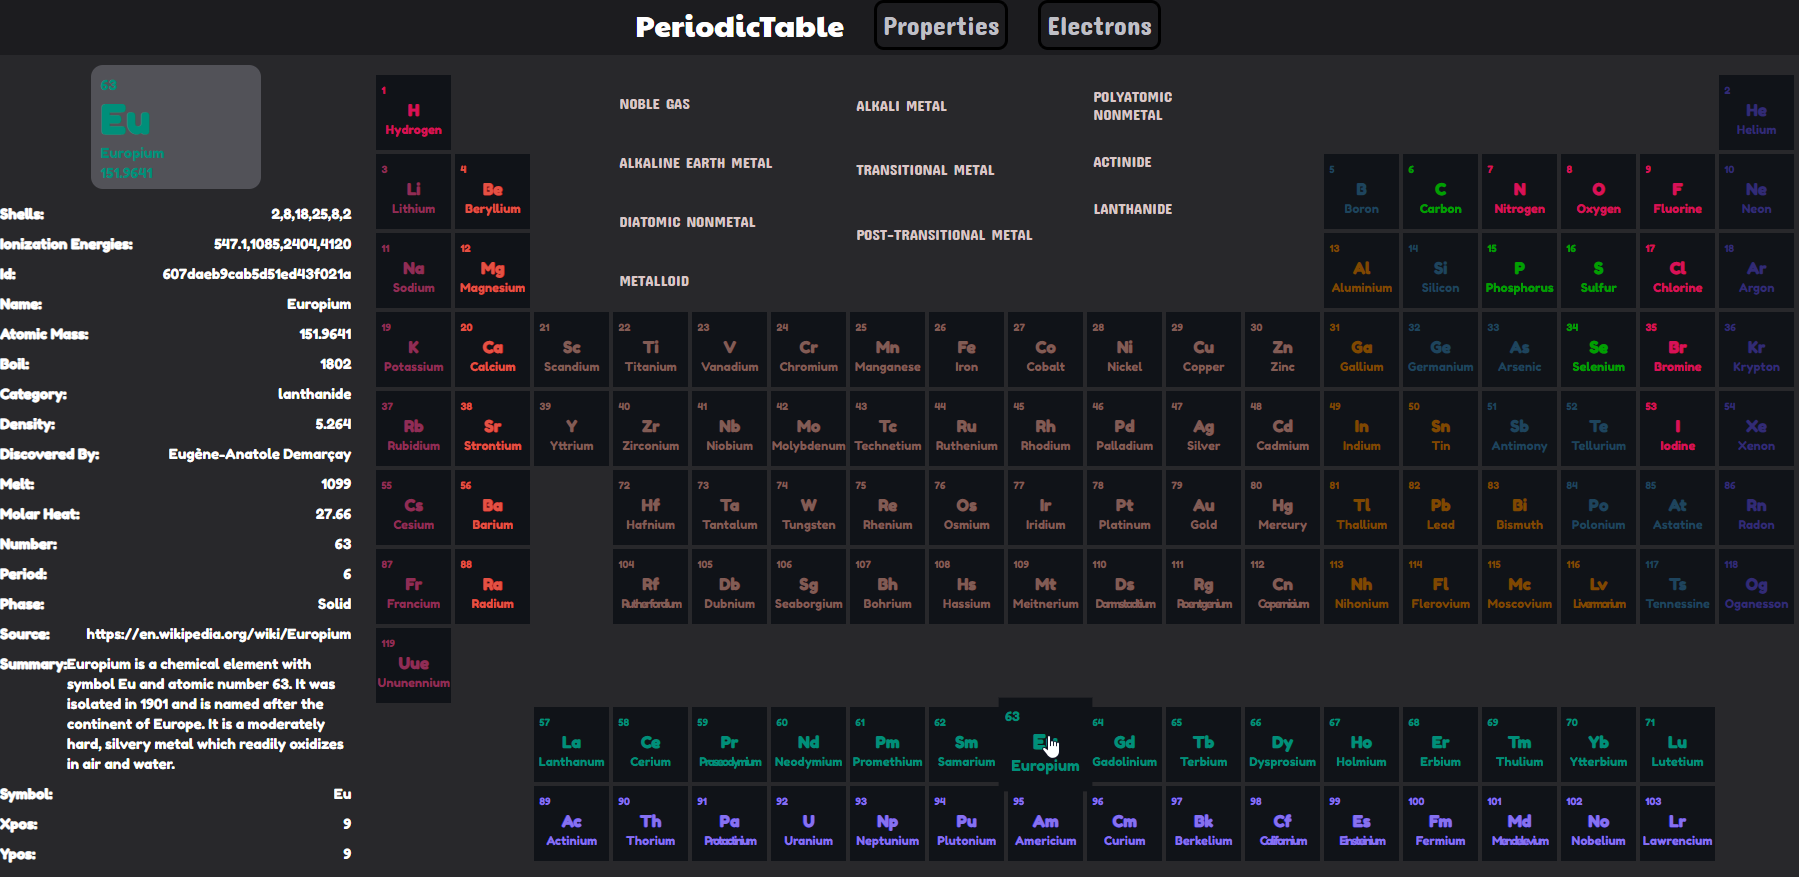 PeriodicTable Properties Electrons
63
Eu
Europium
151.9641
Shells: 2,8,18,25,8,2
Ionization Energies: 547.1,1085,2404,4120
Id: 607daeb9cab5d51ed43f021a
Name: Europium
Atomic Mass: 151.9641
Boil: 1802
Category: lanthanide
Density: 5.264
Discovered By: Eugène-Anatole Demarçay
Melt: 1099
Molar Heat: 27.66
Number: 63
Period: 6
Phase: Solid
Source: https://en.wikipedia.org/wiki/Europium
Summary: Europium is a chemical element with
symbol Eu and atomic number 63. It was
isolated in 1901 and is named after the
continent of Europe. It is a moderately
hard, silvery metal which readily oxidizes
in air and water.
Symbol: Eu
Xpos: 9
Ypos: 9
NOBLE GAS
ALKALINE EARTH METAL
DIATOMIC NONMETAL
METALLOID
ALKALI METAL
TRANSITIONAL METAL
POST-TRANSITIONAL METAL
POLYATOMIC
NONMETAL
ACTINIDE
LANTHANIDE
1 2
H He
Hydrogen Helium
3 4 5 6 7 8 9 10
Li Be B C N O F Ne
Lithium Beryllium Boron Carbon Nitrogen Oxygen Fluorine Neon
11 12 13 14 15 16 17 18
Na Mg Al Si P S Cl Ar
Sodium Magnesium Aluminium Silicon Phosphorus Sulfur Chlorine Argon
19 20 21 22 23 24 25 26 27 28 29 30 31 32 33 34 35 36
K Ca Sc Ti V Cr Mn Fe Co Ni Cu Zn Ga Ge As Se Br Kr
Potassium Calcium Scandium Titanium Vanadium Chromium Manganese Iron Cobalt Nickel Copper Zinc Gallium Germanium Arsenic Selenium Bromine Krypton
37 38 39 40 41 42 43 44 45 46 47 48 49 50 51 52 53 54
Rb Sr Y Zr Nb Mo Tc Ru Rh Pd Ag Cd In Sn Sb Te I Xe
Rubidium Strontium Yttrium Zirconium Niobium Molybdenum Technetium Ruthenium Rhodium Palladium Silver Cadmium Indium Tin Antimony Tellurium Iodine Xenon
55 56 72 73 74 75 76 77 78 79 80 81 82 83 84 85 86
Cs Ba Hf Ta W Re Os Ir Pt Au Hg Tl Pb Bi Po At Rn
Cesium Barium Hafnium Tantalum Tungsten Rhenium Osmium Iridium Platinum Gold Mercury Thallium Lead Bismuth Polonium Astatine Radon
87 88 104 105 106 107 108 109 110 111 112 113 114 115 116 117 118
Fr Ra Rf Db Sg Bh Hs Mt Ds Rg Cn Nh Fl Mc Lv Ts Og
Francium Radium Rutherfordium Dubnium Seaborgium Bohrium Hassium Meitnerium Darmstadtium Roentgenium Copernicium Nihonium Flerovium Moscovium Livermorium Tennessine Oganesson
119
Uue
Ununennium
57 58 59 60 61 62 63 64 65 66 67 68 69 70 71
La Ce Pr Nd Pm Sm Eu Gd Tb Dy Ho Er Tm Yb Lu
Lanthanum Cerium Praseodymium Neodymium Promethium Samarium Europium Gadolinium Terbium Dysprosium Holmium Erbium Thulium Ytterbium Lutetium
89 90 91 92 93 94 95 96 97 98 99 100 101 102 103
Ac Th Pa U Np Pu Am Cm Bk Cf Es Fm Md No Lr
Actinium Thorium Protactinium Uranium Neptunium Plutonium Americium Curium Berkelium Californium Einsteinium Fermium Mendelevium Nobelium Lawrencium